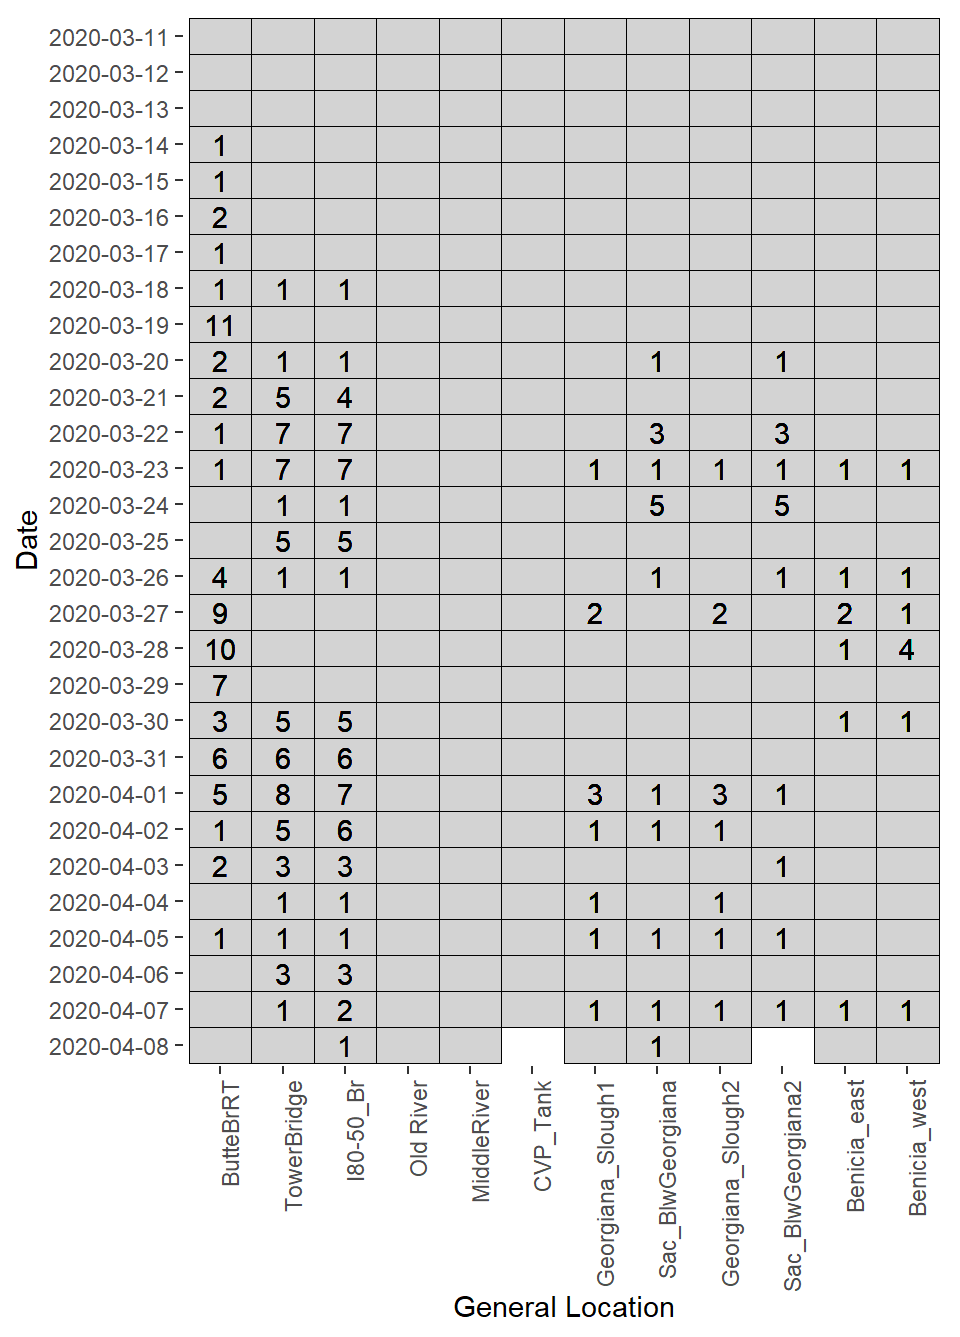 2020-03-11
2020-03-12
2020-03-13
2020-03-14 1
2020-03-15 1
2020-03-16 2
2020-03-17 1
2020-03-18 1 1 1
2020-03-19 11
2020-03-20 2 1 1 1 1
2020-03-21 2 5 4
2020-03-22 1 7 7 3 3
2020-03-23 1 7 7 1 1 1 1 1 1
2020-03-24 1 1 5 5
2020-03-25 5 5
2020-03-26 4 1 1 1 1 1 1
2020-03-27 9 2 2 2 1
2020-03-28 10 1 4
2020-03-29 7
2020-03-30 3 5 5 1 1
2020-03-31 6 6 6
2020-04-01 5 8 7 3 1 3 1
2020-04-02 1 5 6 1 1 1
2020-04-03 2 3 3 1
2020-04-04 1 1 1 1
2020-04-05 1 1 1 1 1 1 1
2020-04-06 3 3
2020-04-07 1 2 1 1 1 1 1 1
2020-04-08 1 1
Date
ButteBrRT
TowerBridge
I80-50_Br
Old River
MiddleRiver
CVP_Tank
Georgiana_Slough1
Sac_BlwGeorgiana
Georgiana_Slough2
Sac_BlwGeorgiana2
Benicia_east
Benicia_west
General Location